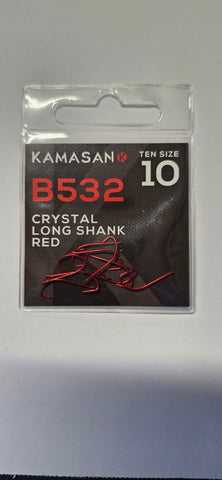 KAMASAN K
TEN SIZE
10
B532
CRYSTAL
LONG SHANK
RED